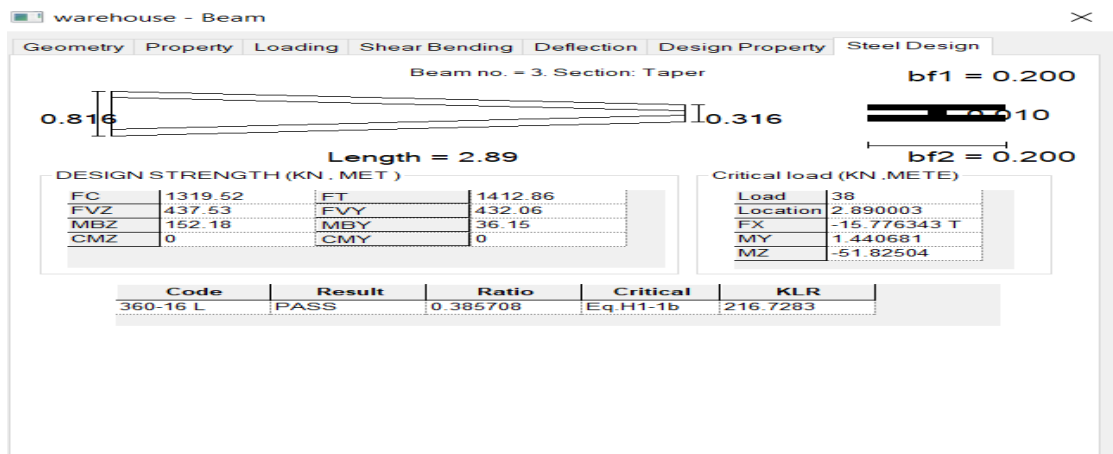 warehouse - Beam
Geometry Property Loading Shear Bending Deflection Design Property Steel Design
Beam no. = 3. Section: Taper
bf1 = 0.200
0.816
0.316
0.010
Length = 2.89
bf2 = 0.200
DESIGN STRENGTH (KN , MET )
Critical load (KN ,METE)
FC 1319.52 FT 1412.86
Load 38
FVZ 437.53 FVY 432.06
Location 2.890003
MBZ 152.18 MBY 36.15
FX -15.776343 T
CMZ 0 CMY 0
MY 1.440681
MZ -51.82504
Code Result Ratio Critical KLR
360-16 L PASS 0.385708 Eq.H1-1b 216.7283